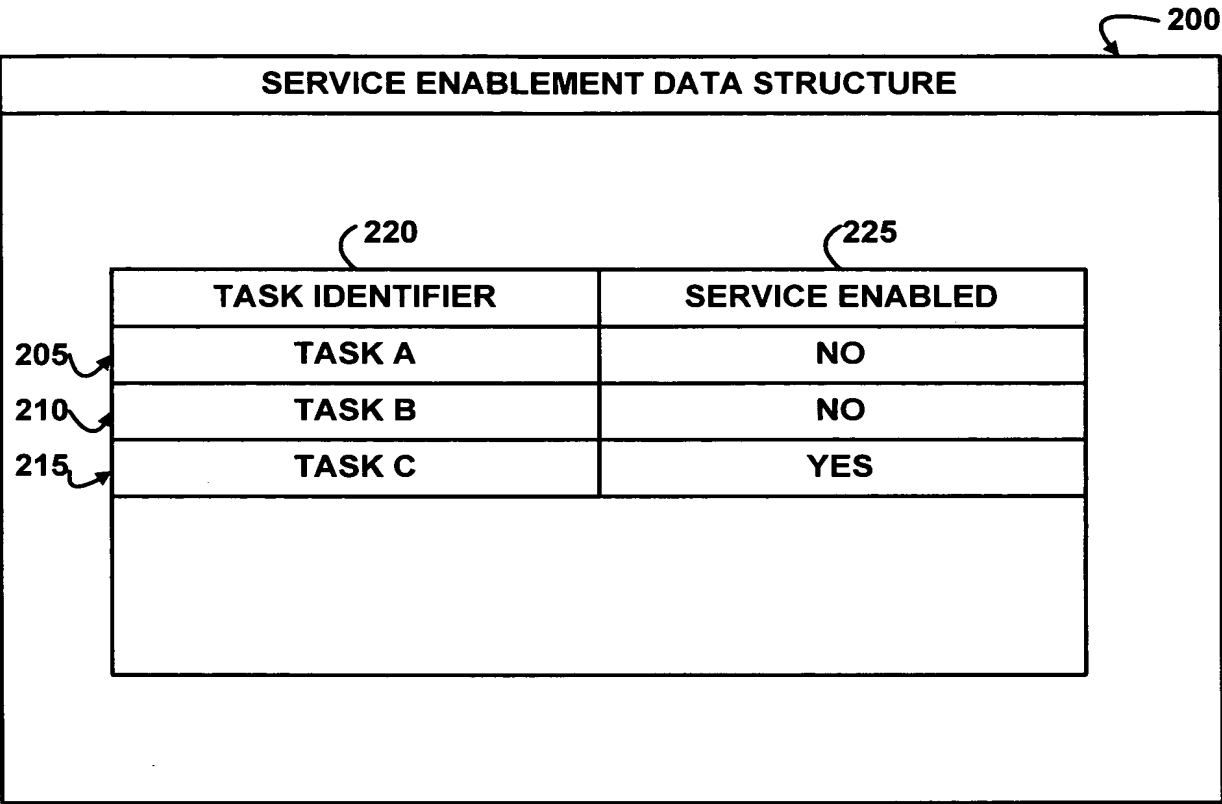 200
SERVICE ENABLEMENT DATA STRUCTURE
220 225
TASK IDENTIFIER SERVICE ENABLED
205 TASK A NO
210 TASK B NO
215 TASK C YES